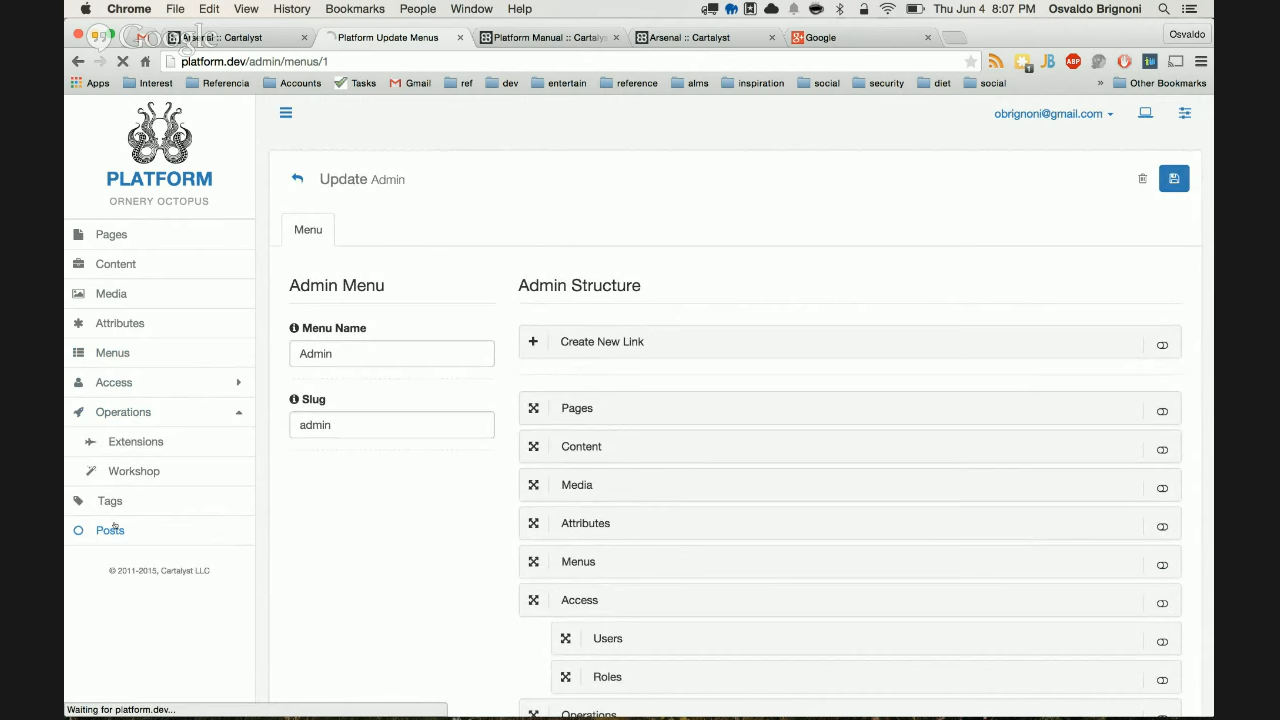 Chrome File Edit View History Bookmarks People Window Help Thu Jun 4 8:07 PM Osvaldo Brignoni
Google
Arsenal :: Cartalyst Platform Update Menus Platform Manual :: Cartalys Arsenal :: Cartalyst Google Osvaldo
platform.dev/admin/menus/1
Apps Interest Referencia Accounts Tasks Gmail ref dev entertain reference alms inspiration social security diet social » Other Bookmarks
PLATFORM
ORNERY OCTOPUS
Pages
Content
Media
Attributes
Menus
Access
Operations
Extensions
Workshop
Tags
Posts
© 2011-2015, Cartalyst LLC
Waiting for platform.dev...
obrignoni@gmail.com
Update Admin
Menu
Admin Menu
Menu Name
Admin
Slug
admin
Admin Structure
Create New Link
Pages
Content
Media
Attributes
Menus
Access
Users
Roles
Operations